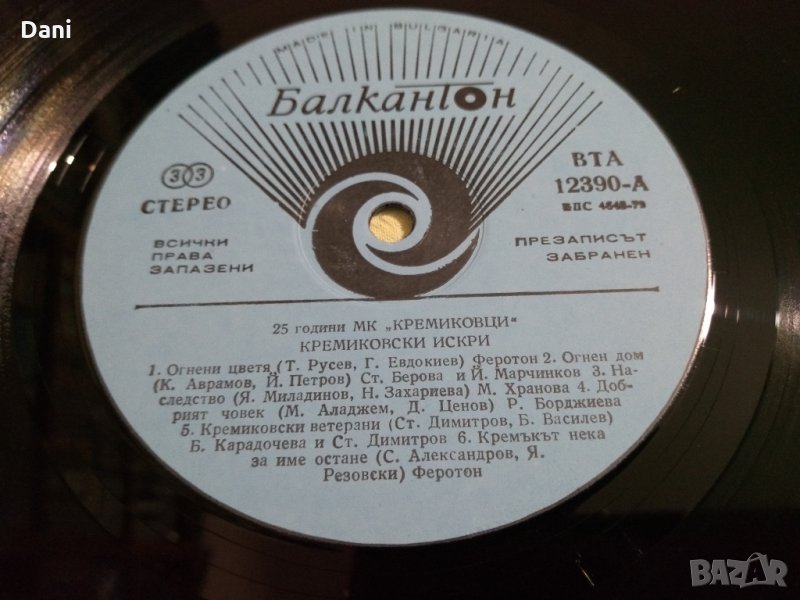 Dani
MADE IN BULGARIA
Балкантон
33
СТЕРЕО
ВТА
12390-А
БДС 4648-79
ВСИЧКИ
ПРАВА
ЗАПАЗЕНИ
ПРЕЗАПИСЪТ
ЗАБРАНЕН
25 години МК „КРЕМИКОВЦИ"
КРЕМИКОВСКИ ИСКРИ
1. Огнени цветя (Т. Русев, Г. Евдокиев) Феротон 2. Огнен дом
(К. Аврамов, Й. Петров) Ст. Берова и Й. Марчинков 3. На-
следство (Я. Миладинов, Н. Захариева) М. Хранова 4. Доб-
рият човек (М. Аладжем, Д. Ценов) Р. Борджиева
5. Кремиковски ветерани (Ст. Димитров, Б. Василев)
Б. Карадочева и Ст. Димитров 6. Кремъкът нека
за име остане (С. Александров, Я.
Резовски) Феротон
BAZAR